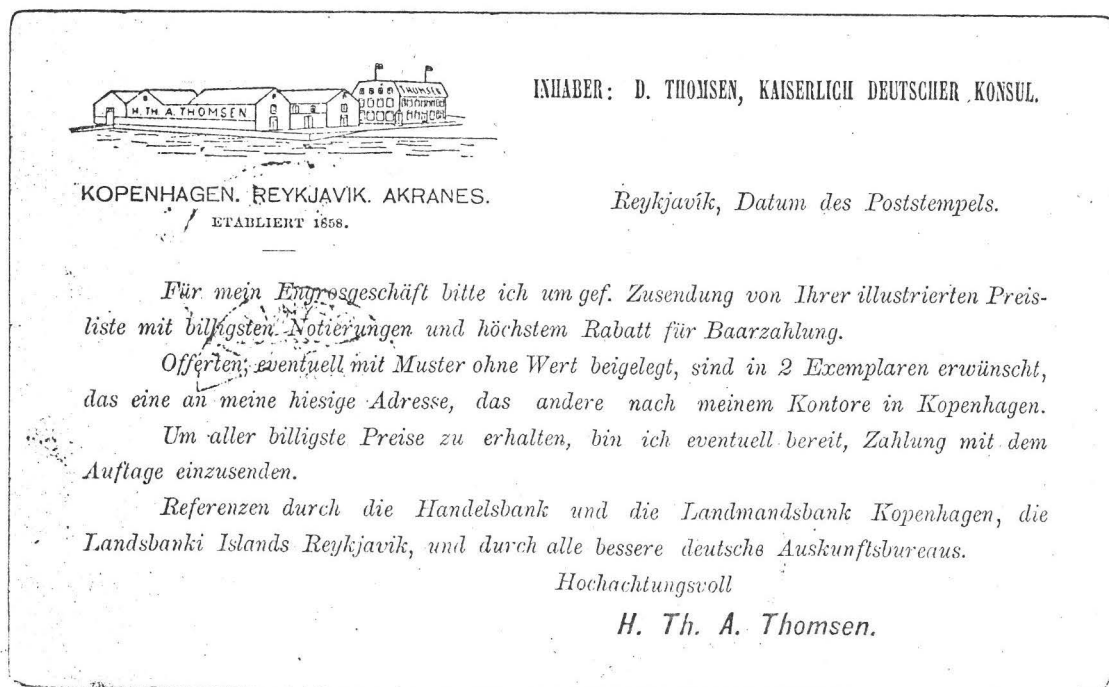 INHABER: D. THOMSEN, KAISERLICH DEUTSCHER KONSUL.
H. TH. A. THOMSEN
THOMSEN
KOPENHAGEN. REYKJAVIK. AKRANES.
ETABLIERT 1858.
Reykjavík, Datum des Poststempels.
Für mein Engrosgeschäft bitte ich um gef. Zusendung von Ihrer illustrierten Preis-
liste mit billigsten Notierungen und höchstem Rabatt für Baarzahlung.
Offerten, eventuell mit Muster ohne Wert beigelegt, sind in 2 Exemplaren erwünscht,
das eine an meine hiesige Adresse, das andere nach meinem Kontore in Kopenhagen.
Um aller billigste Preise zu erhalten, bin ich eventuell bereit, Zahlung mit dem
Auftage einzusenden.
Referenzen durch die Handelsbank und die Landmandsbank Kopenhagen, die
Landsbanki Islands Reykjavik, und durch alle bessere deutsche Auskunftsbureaus.
Hochachtungsvoll
H. Th. A. Thomsen.